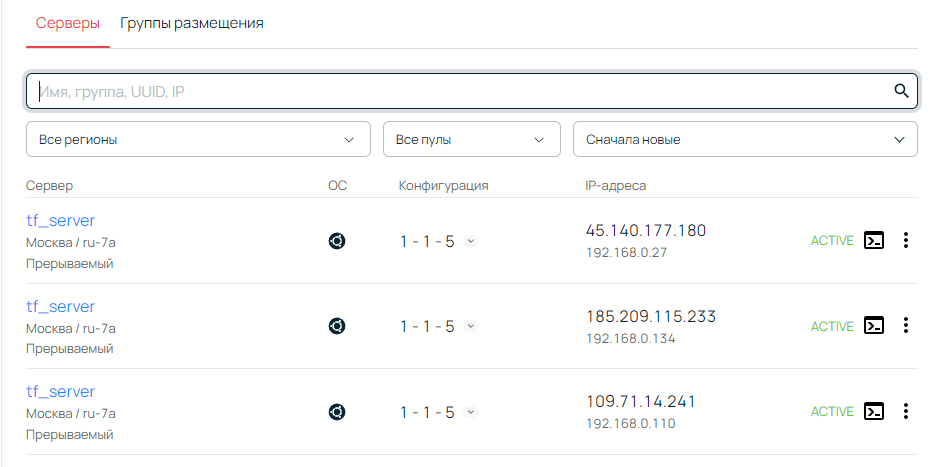 Серверы Группы размещения
Имя, группа, UUID, IP
Все регионы Все пулы Сначала новые
Сервер ОС Конфигурация IP-адреса
tf_server
Москва / ru-7a
Прерываемый
1 - 1 - 5
45.140.177.180
192.168.0.27
ACTIVE
tf_server
Москва / ru-7a
Прерываемый
1 - 1 - 5
185.209.115.233
192.168.0.134
ACTIVE
tf_server
Москва / ru-7a
Прерываемый
1 - 1 - 5
109.71.14.241
192.168.0.110
ACTIVE